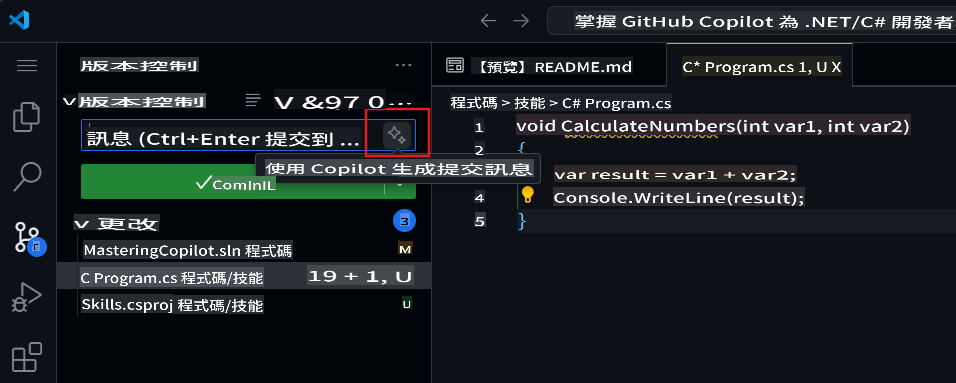 掌握 GitHub Copilot 為 .NET/C# 開發者
版本控制
...
版本控制
V &97 0...
訊息 (Ctrl+Enter 提交到 ...
使用 Copilot 生成提交訊息
ComInIL
v 更改
3
MasteringCopilot.sln 程式碼
M
C Program.cs 程式碼/技能
19 + 1, U
Skills.csproj 程式碼/技能
U
【預覽】README.md
C* Program.cs 1, U X
程式碼 > 技能 > C# Program.cs
1 void CalculateNumbers(int var1, int var2)
2 {
var result = var1 + var2;
4 Console.WriteLine(result);
5 }